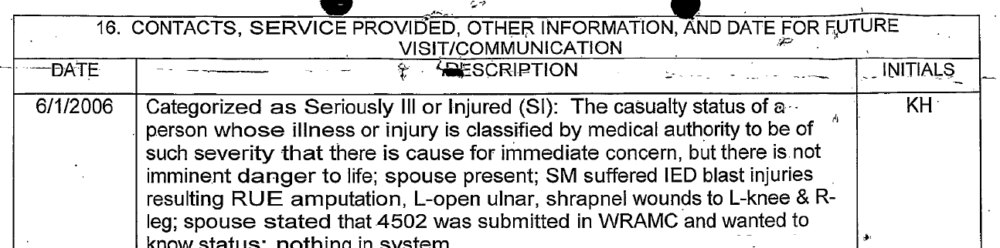 16. CONTACTS, SERVICE PROVIDED, OTHER INFORMATION, AND DATE FOR FUTURE
VISIT/COMMUNICATION
DATE DESCRIPTION INITIALS
6/1/2006 Categorized as Seriously Ill or Injured (SI): The casualty status of a KH
person whose illness or injury is classified by medical authority to be of
such severity that there is cause for immediate concern, but there is not
imminent danger to life; spouse present; SM suffered IED blast injuries
resulting RUE amputation, L-open ulnar, shrapnel wounds to L-knee & R-
leg; spouse stated that 4502 was submitted in WRAMC and wanted to
know status; nothing in system